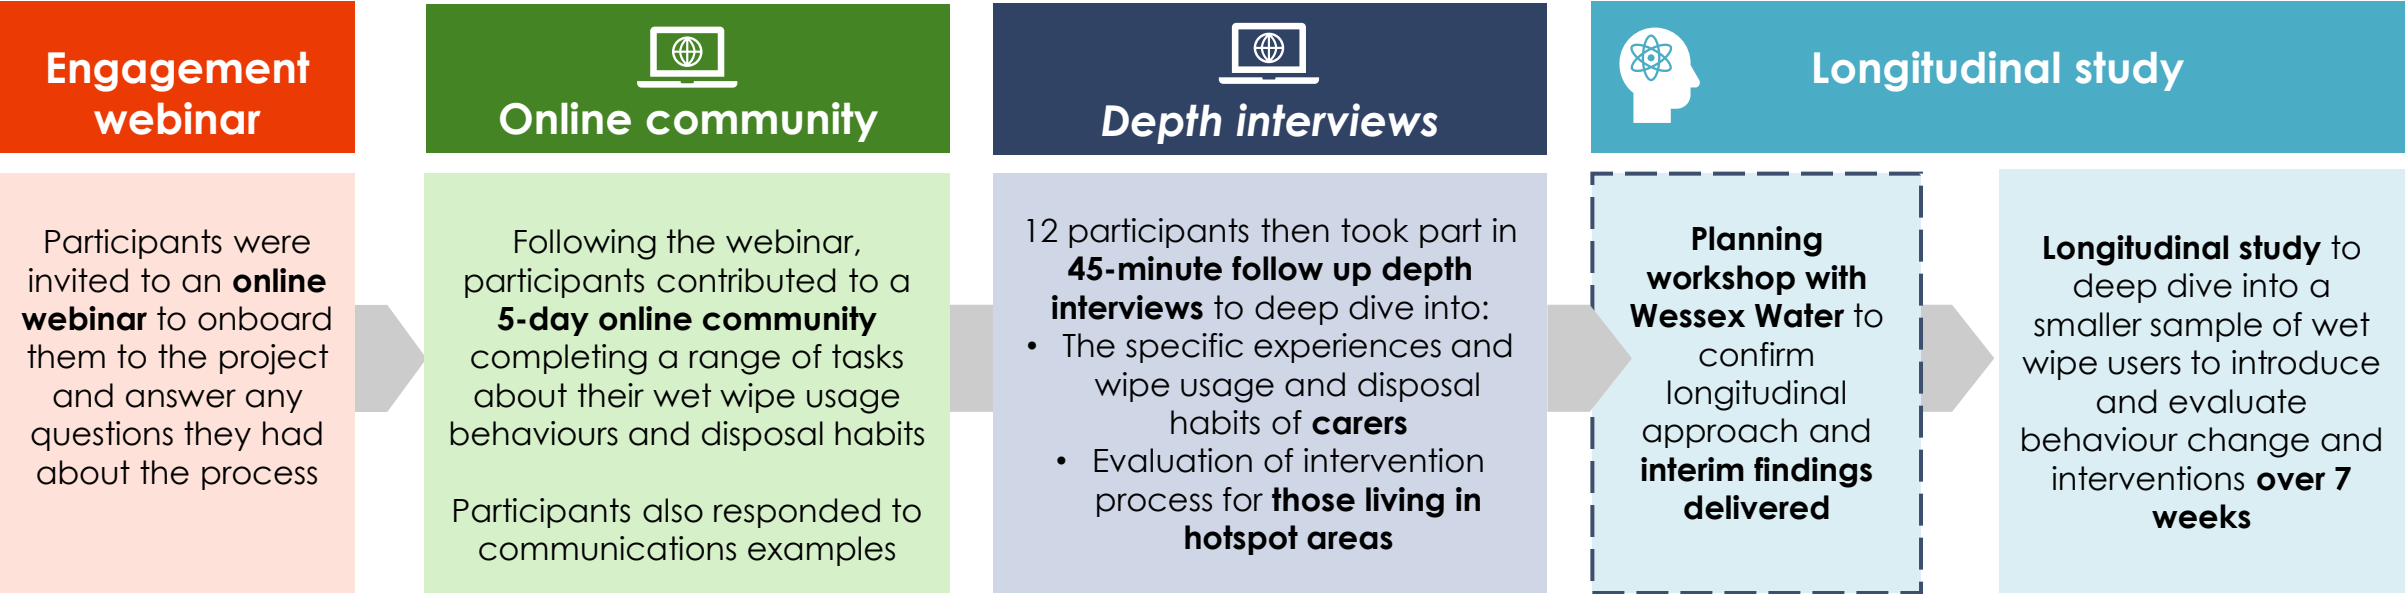 Engagement
webinar
Participants were
invited to an online
webinar to onboard
them to the project
and answer any
questions they had
about the process
Online community
Following the webinar,
participants contributed to a
5-day online community
completing a range of tasks
about their wet wipe usage
behaviours and disposal habits
Participants also responded to
communications examples
Depth interviews
12 participants then took part in
45-minute follow up depth
interviews to deep dive into:
• The specific experiences and
wipe usage and disposal
habits of carers
• Evaluation of intervention
process for those living in
hotspot areas
Longitudinal study
Planning
workshop with
Wessex Water to
confirm
longitudinal
approach and
interim findings
delivered
Longitudinal study to
deep dive into a
smaller sample of wet
wipe users to introduce
and evaluate
behaviour change and
interventions over 7
weeks